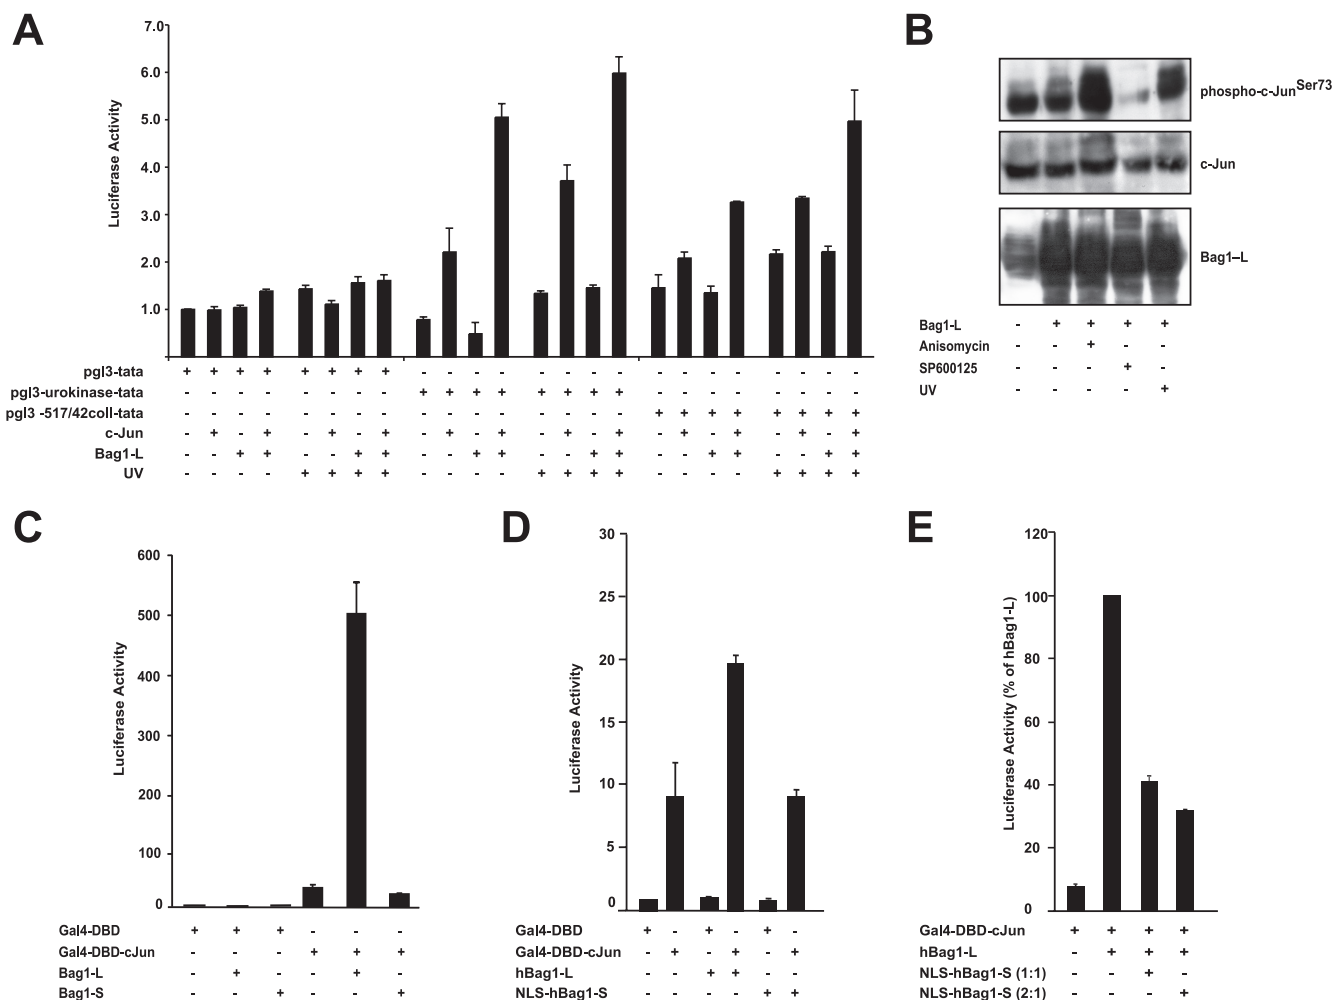 A
7.0
6.0
5.0
4.0
3.0
2.0
1.0
Luciferase Activity
pgl3-tata + + + + + + + + - - - - - - - - - - - - - - - -
pgl3-urokinase-tata - - - - - - - - + + + + + + + + - - - - - - - -
pgl3 -517/42coll-tata - - - - - - - - - - - - - - - - + + + + + + + +
c-Jun - + - + - + - + - + - + - + - + - + - + - + - +
Bag1-L - - + + - - + + - - + + - - + + - - + + - - + +
UV - - - - + + + + - - - - + + + + - - - - + + + +
B
phospho-c-Jun Ser73
c-Jun
Bag1–L
Bag1-L - + + + +
Anisomycin - - + - -
SP600125 - - - + -
UV - - - - +
C
600
500
400
300
200
100
0
Luciferase Activity
Gal4-DBD + + + - - -
Gal4-DBD-cJun - - - + + +
Bag1-L - + - - + -
Bag1-S - - + - - +
D
30
25
20
15
10
5
0
Luciferase Activity
Gal4-DBD + - + - + -
Gal4-DBD-cJun - + - + - +
hBag1-L - - + + - -
NLS-hBag1-S - - - - + +
E
120
100
80
60
40
20
0
Luciferase Activity (% of hBag1-L)
Gal4-DBD-cJun + + + +
hBag1-L - + + +
NLS-hBag1-S (1:1) - - + -
NLS-hBag1-S (2:1) - - - +